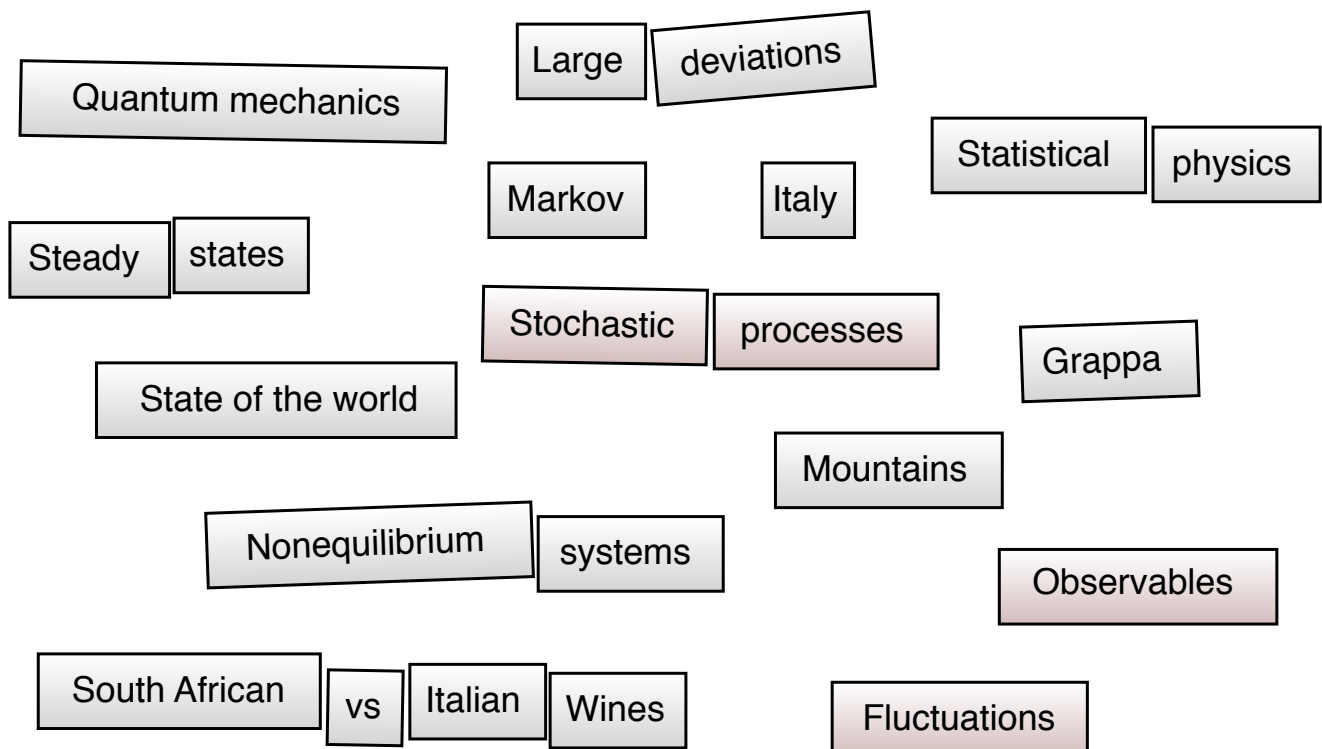 Large deviations
Quantum mechanics
Statistical physics
Markov
Italy
Steady states
Stochastic processes
Grappa
State of the world
Mountains
Nonequilibrium systems
Observables
South African vs Italian Wines
Fluctuations